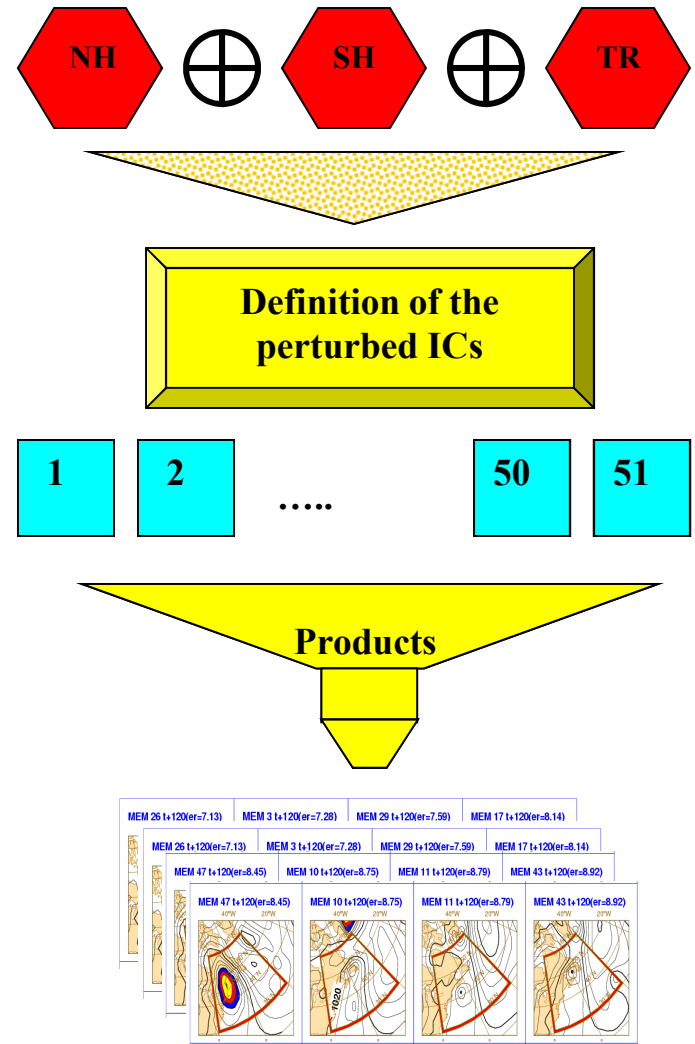 NH SH TR
Definition of the
perturbed ICs
1 2 ..... 50 51
Products
MEM 26 t+120(er=7.13) MEM 3 t+120(er=7.28) MEM 29 t+120(er=7.59) MEM 17 t+120(er=8.14)
MEM 26 t+120(er=7.13) MEM 3 t+120(er=7.28) MEM 29 t+120(er=7.59) MEM 17 t+120(er=8.14)
MEM 47 t+120(er=8.45) MEM 10 t+120(er=8.75) MEM 11 t+120(er=8.79) MEM 43 t+120(er=8.92)
MEM 47 t+120(er=8.45) MEM 10 t+120(er=8.75) MEM 11 t+120(er=8.79) MEM 43 t+120(er=8.92)
40°W 20°W 40°W 20°W 40°W 20°W 40°W 20°W
1020